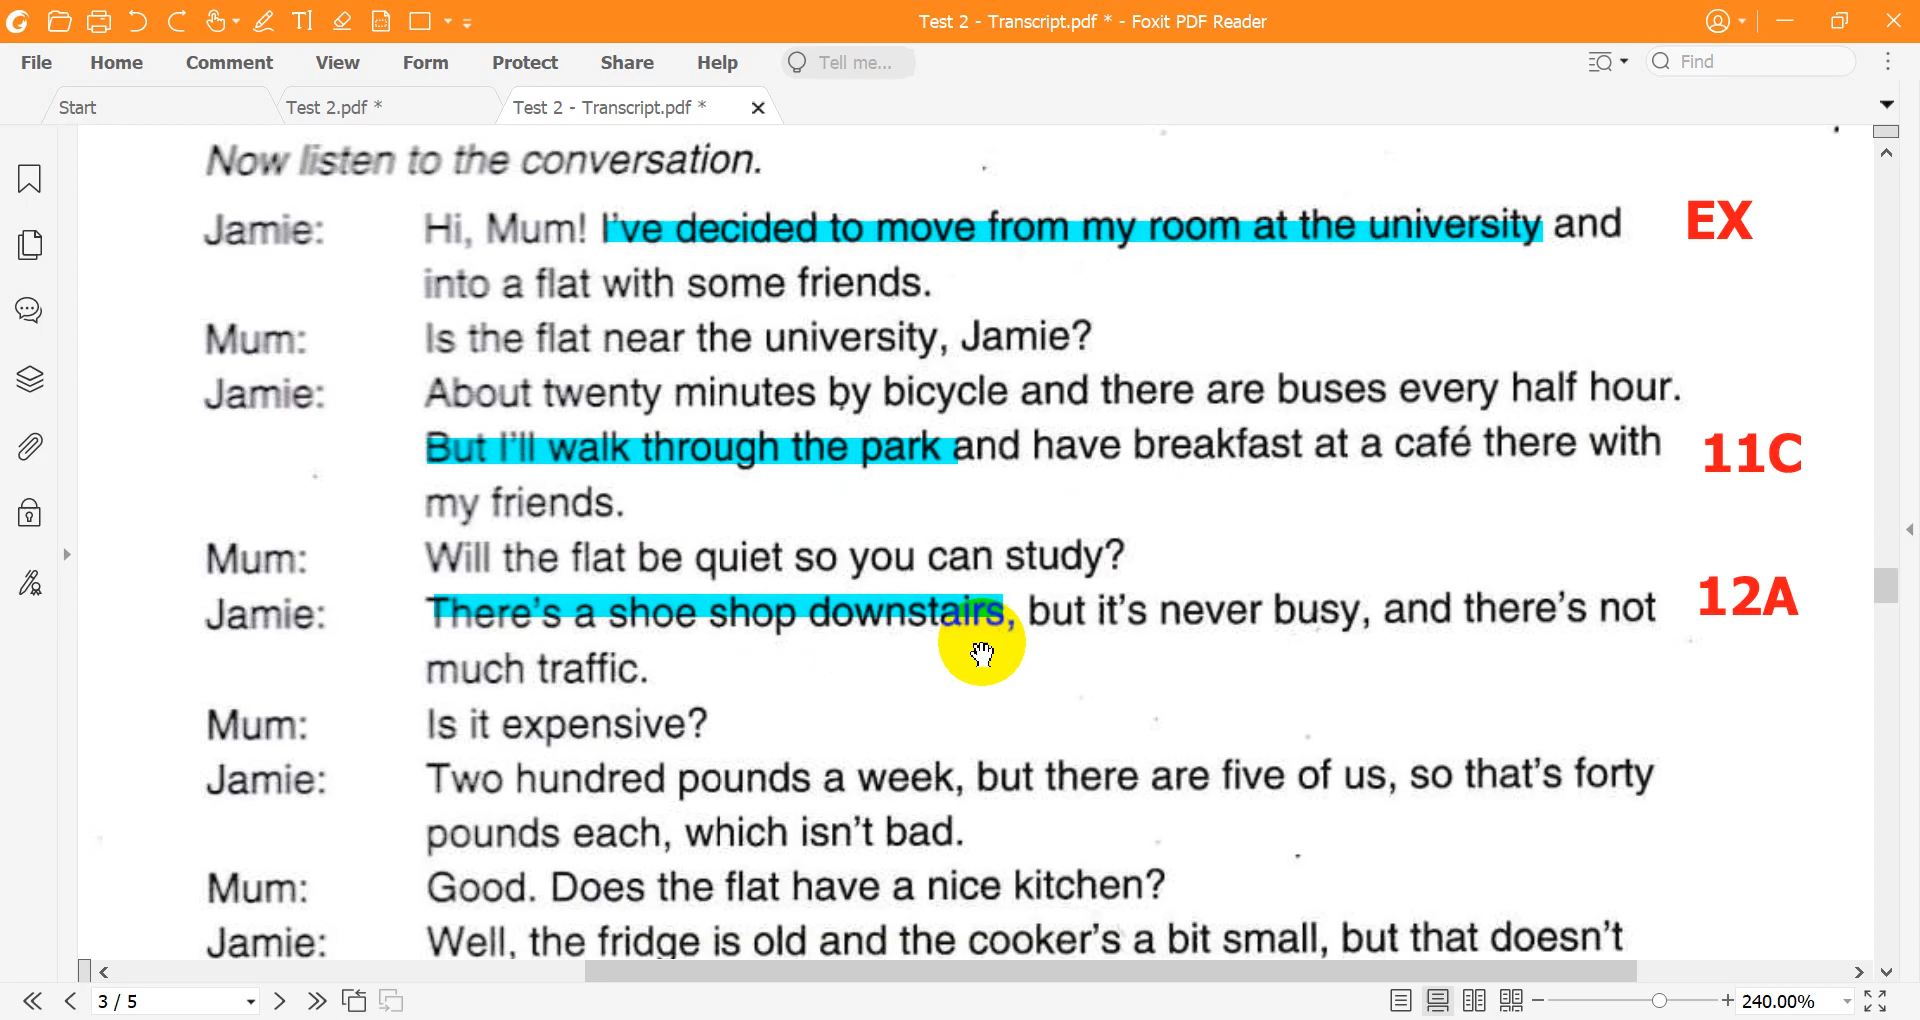 Test 2 - Transcript.pdf * - Foxit PDF Reader
File Home Comment View Form Protect Share Help Tell me... Find
Start Test 2.pdf * Test 2 - Transcript.pdf *
Now listen to the conversation.
Jamie: Hi, Mum! I've decided to move from my room at the university and EX
into a flat with some friends.
Mum: Is the flat near the university, Jamie?
Jamie: About twenty minutes by bicycle and there are buses every half hour.
But I'll walk through the park and have breakfast at a café there with 11C
my friends.
Mum: Will the flat be quiet so you can study?
Jamie: There's a shoe shop downstairs, but it's never busy, and there's not 12A
much traffic.
Mum: Is it expensive?
Jamie: Two hundred pounds a week, but there are five of us, so that's forty
pounds each, which isn't bad.
Mum: Good. Does the flat have a nice kitchen?
Jamie: Well, the fridge is old and the cooker's a bit small, but that doesn't
3 / 5 240.00%